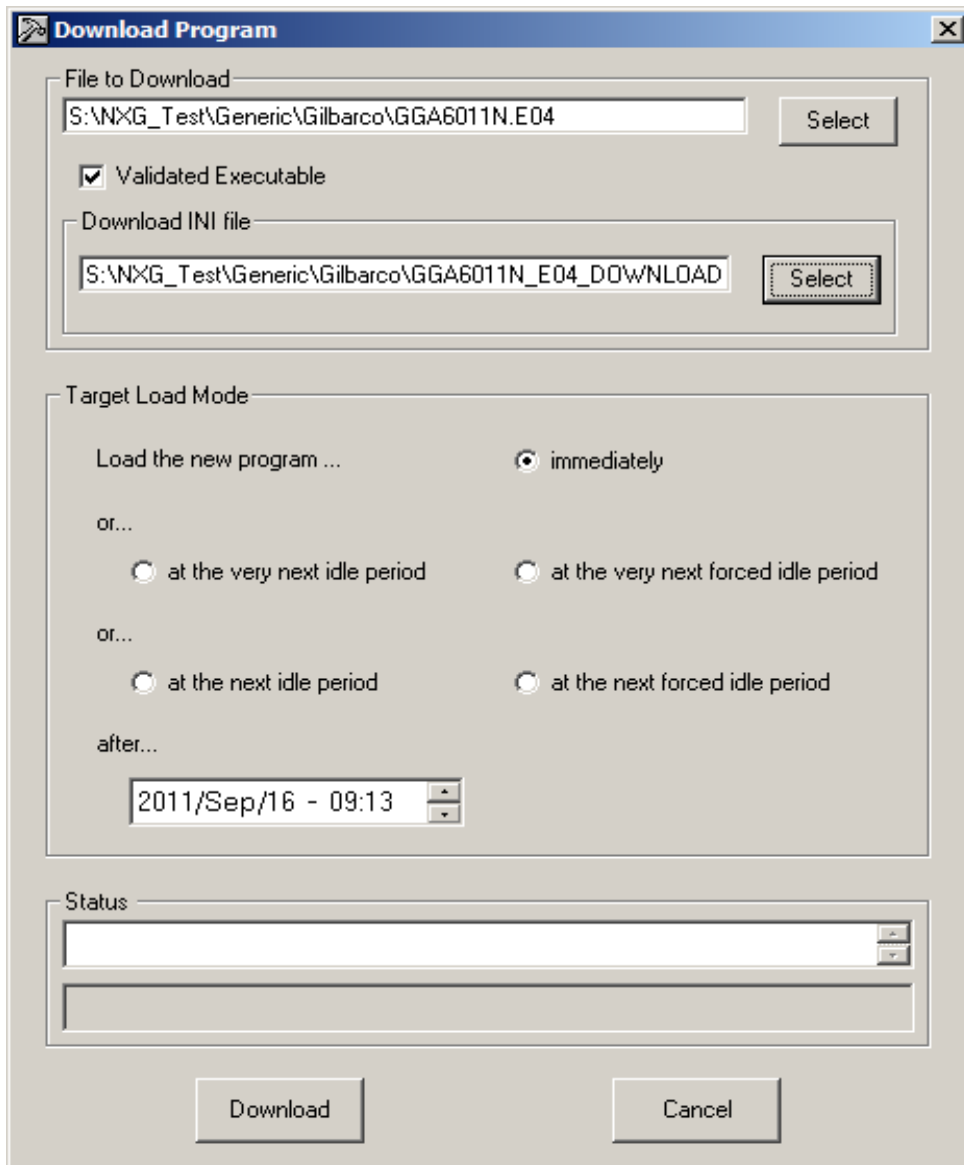 Download Program
File to Download
S:\NXG_Test\Generic\Gilbarco\GGA6011N.E04
Select
Validated Executable
Download INI file
S:\NXG_Test\Generic\Gilbarco\GGA6011N_E04_DOWNLOAD
Select
Target Load Mode
Load the new program ... immediately
or...
at the very next idle period at the very next forced idle period
or...
at the next idle period at the next forced idle period
after...
2011/Sep/16 - 09:13
Status
Download Cancel